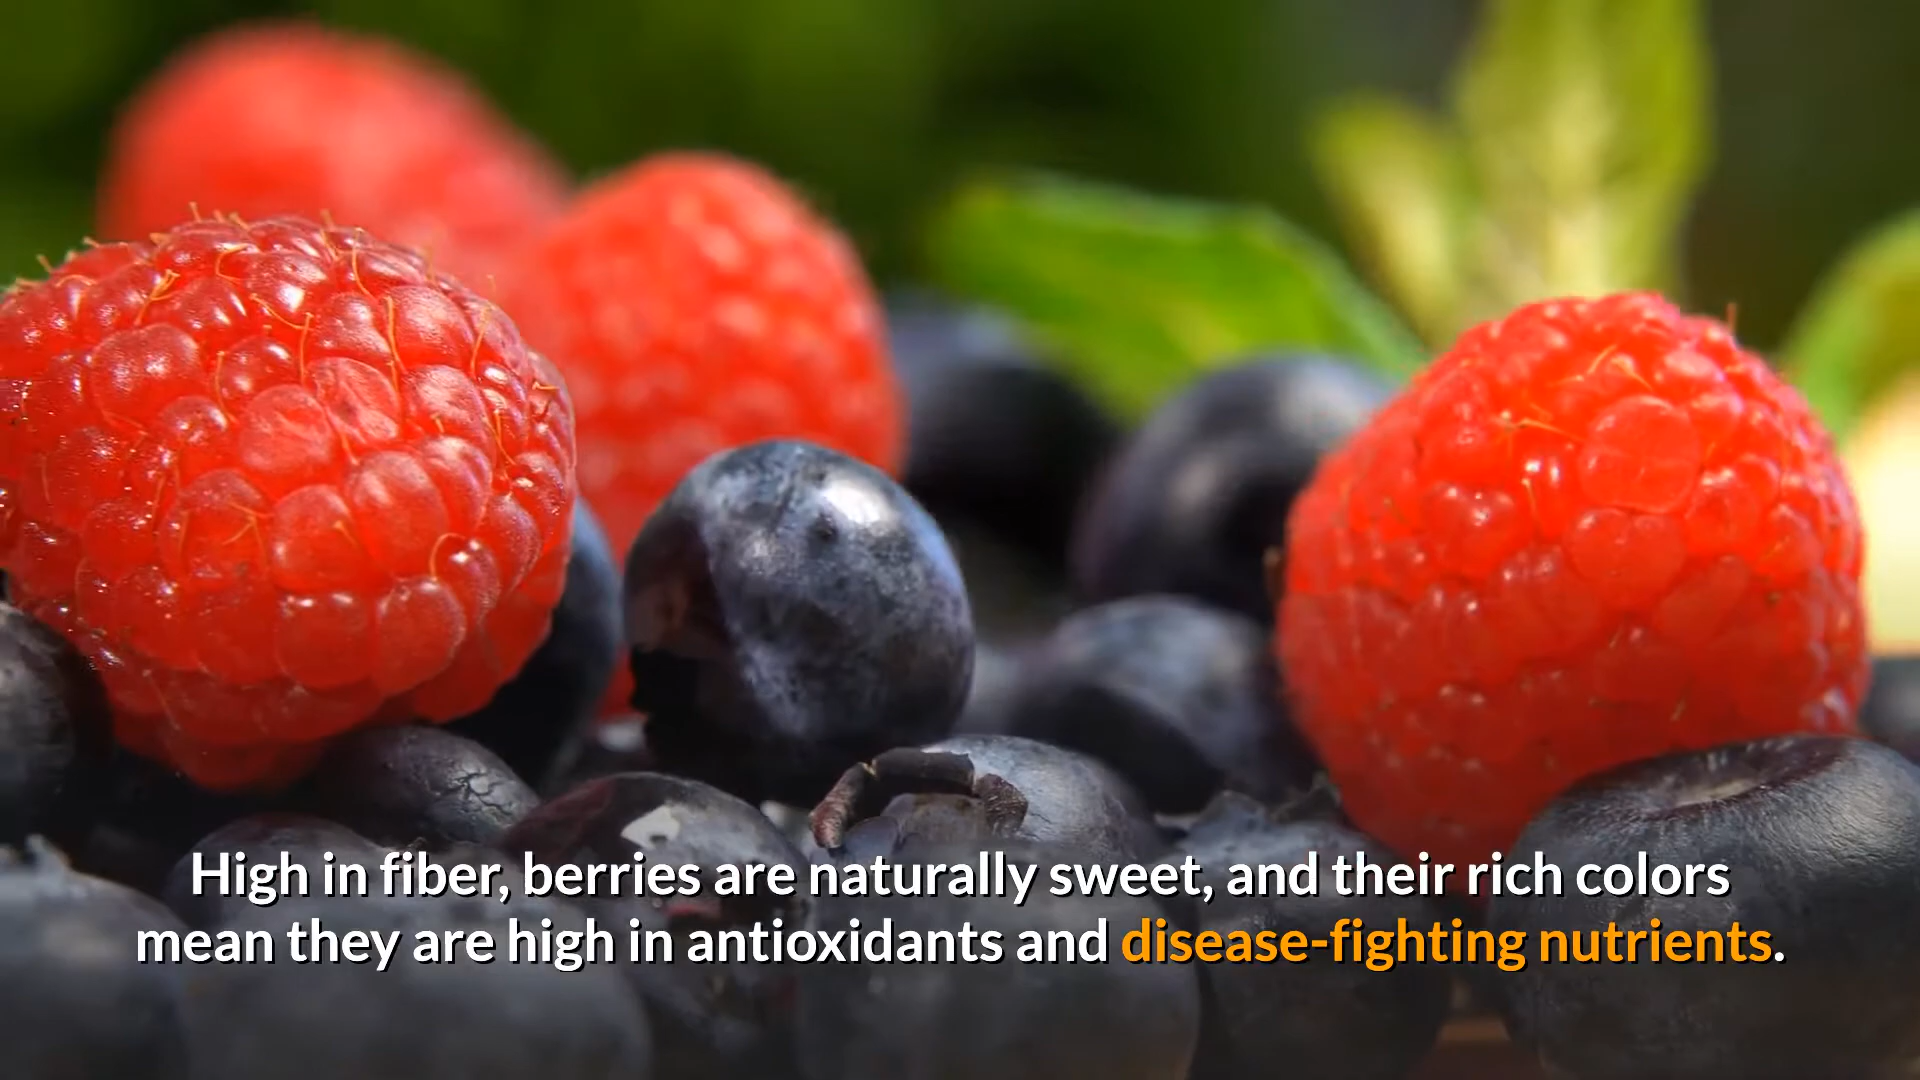 High in fiber, berries are naturally sweet, and their rich colors
mean they are high in antioxidants and disease-fighting nutrients.